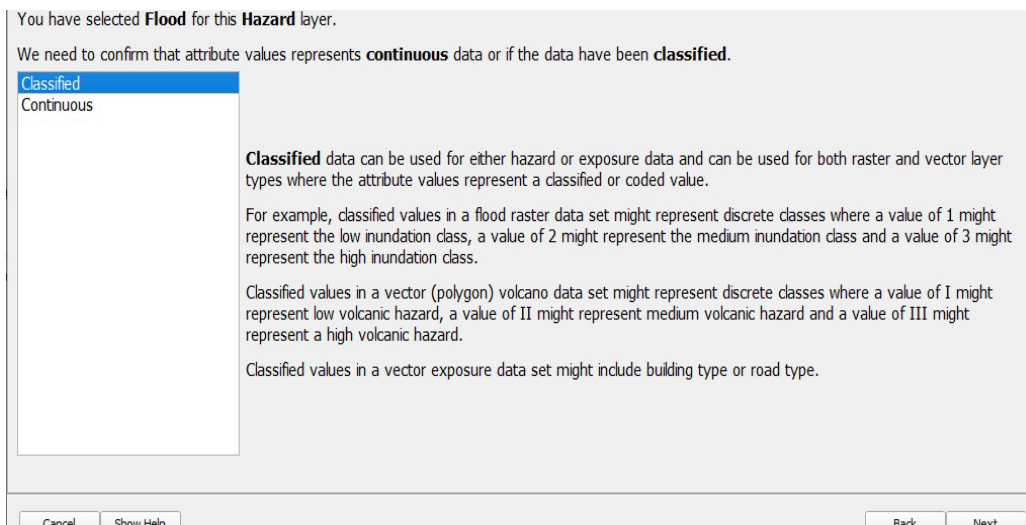 You have selected Flood for this Hazard layer.
We need to confirm that attribute values represents continuous data or if the data have been classified.
Classified
Continuous
Classified data can be used for either hazard or exposure data and can be used for both raster and vector layer
types where the attribute values represent a classified or coded value.
For example, classified values in a flood raster data set might represent discrete classes where a value of 1 might
represent the low inundation class, a value of 2 might represent the medium inundation class and a value of 3 might
represent the high inundation class.
Classified values in a vector (polygon) volcano data set might represent discrete classes where a value of I might
represent low volcanic hazard, a value of II might represent medium volcanic hazard and a value of III might
represent a high volcanic hazard.
Classified values in a vector exposure data set might include building type or road type.
Cancel Show Help Back Next